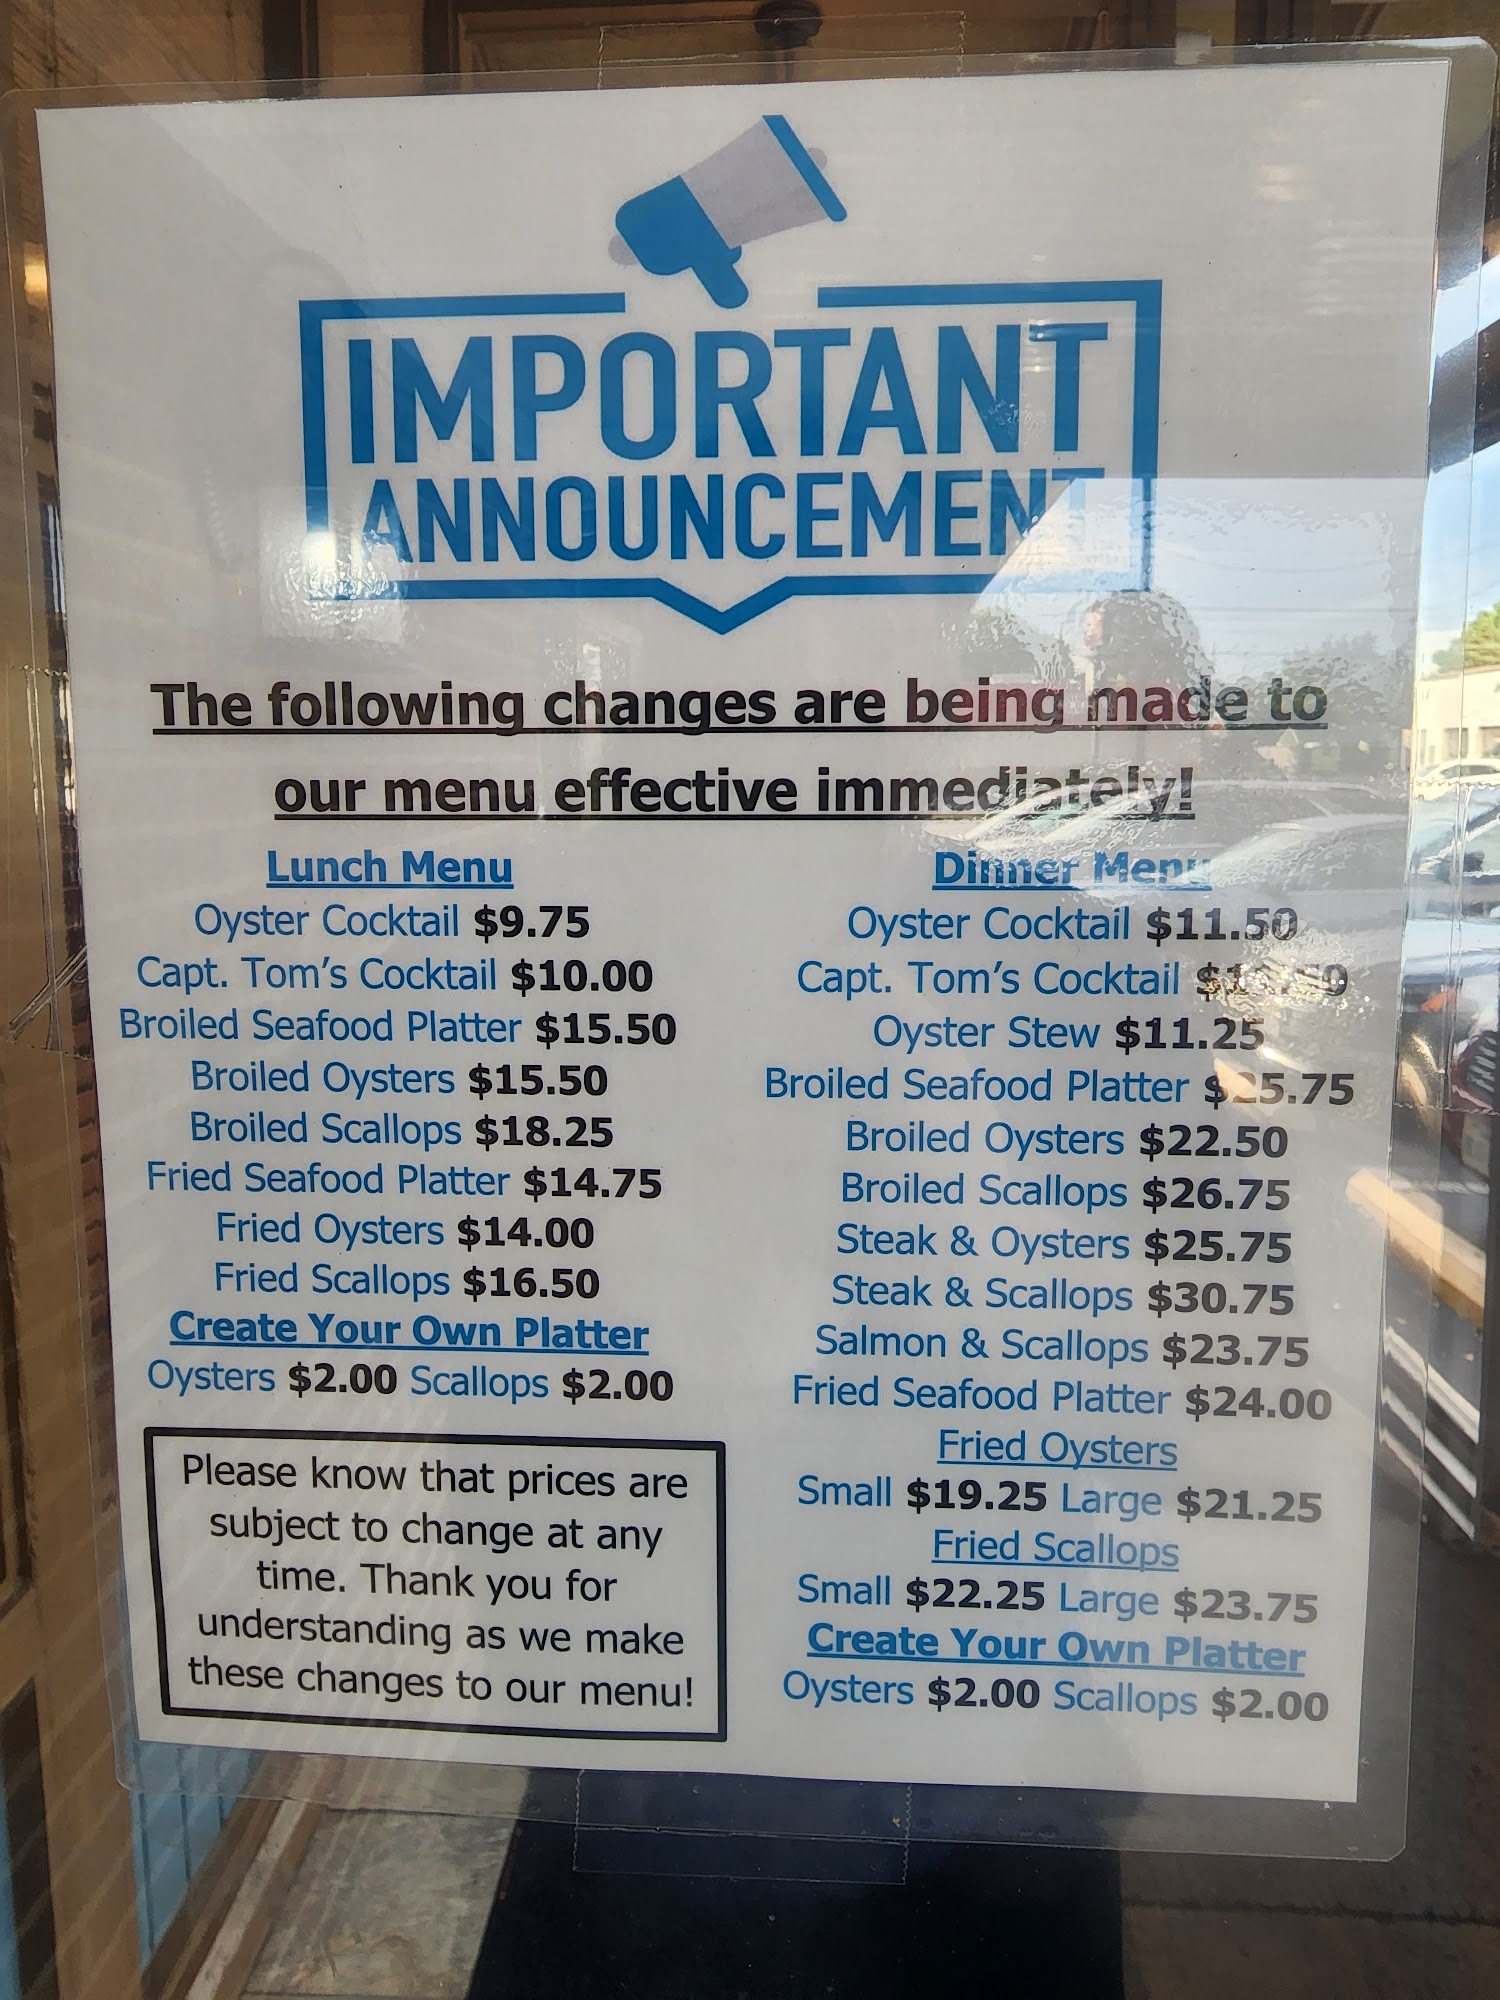 IMPORTANT
ANNOUNCEMENT
The following changes are being made to
our menu effective immediately!
Lunch Menu
Oyster Cocktail $9.75
Capt. Tom's Cocktail $10.00
Broiled Seafood Platter $15.50
Broiled Oysters $15.50
Broiled Scallops $18.25
Fried Seafood Platter $14.75
Fried Oysters $14.00
Fried Scallops $16.50
Create Your Own Platter
Oysters $2.00 Scallops $2.00
Please know that prices are
subject to change at any
time. Thank you for
understanding as we make
these changes to our menu!
Dinner Menu
Oyster Cocktail $11.50
Capt. Tom's Cocktail
Oyster Stew $11.25
Broiled Seafood Platter $25.75
Broiled Oysters $22.50
Broiled Scallops $26.75
Steak & Oysters $25.75
Steak & Scallops $30.75
Salmon & Scallops $23.75
Fried Seafood Platter $24.00
Fried Oysters
Small $19.25 Large $21.25
Fried Scallops
Small $22.25 Large $23.75
Create Your Own Platter
Oysters $2.00 Scallops $2.00